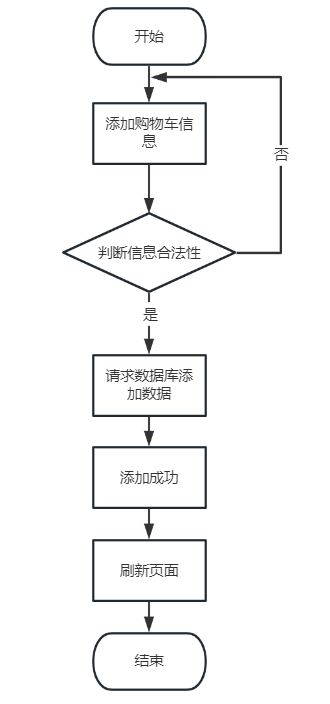 开始
添加购物车信
息
否
判断信息合法性
是
请求数据库添
加数据
添加成功
刷新页面
结束